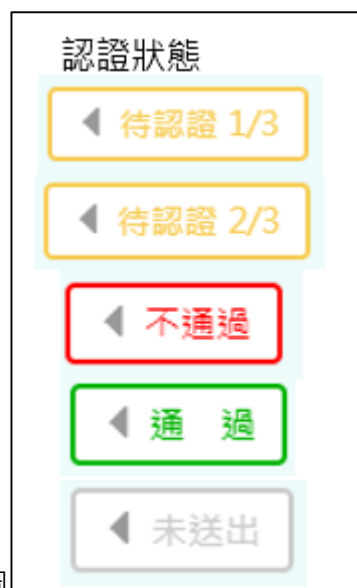 認證狀態
待認證 1/3
待認證 2/3
不通過
通 過
未送出